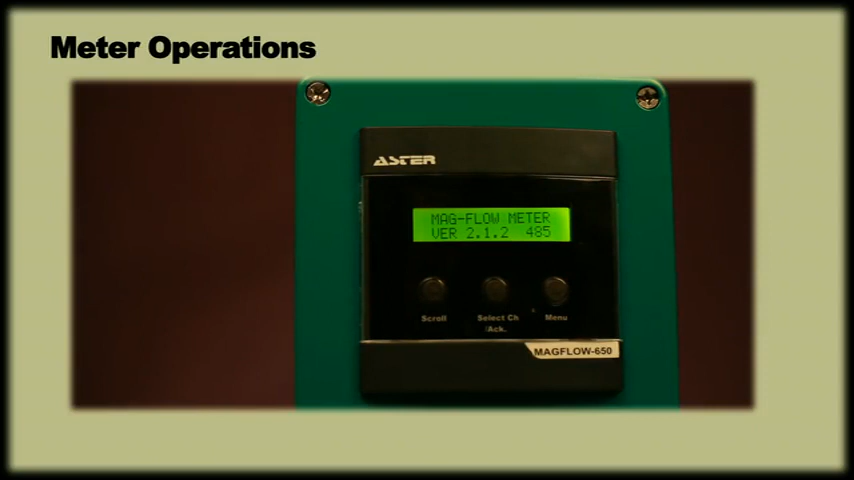 Meter Operations
ASTER
MAG-FLOW METER
VER 2.1.2 485
Scroll
Select Ch
/Ack.
Menu
MAGFLOW-650